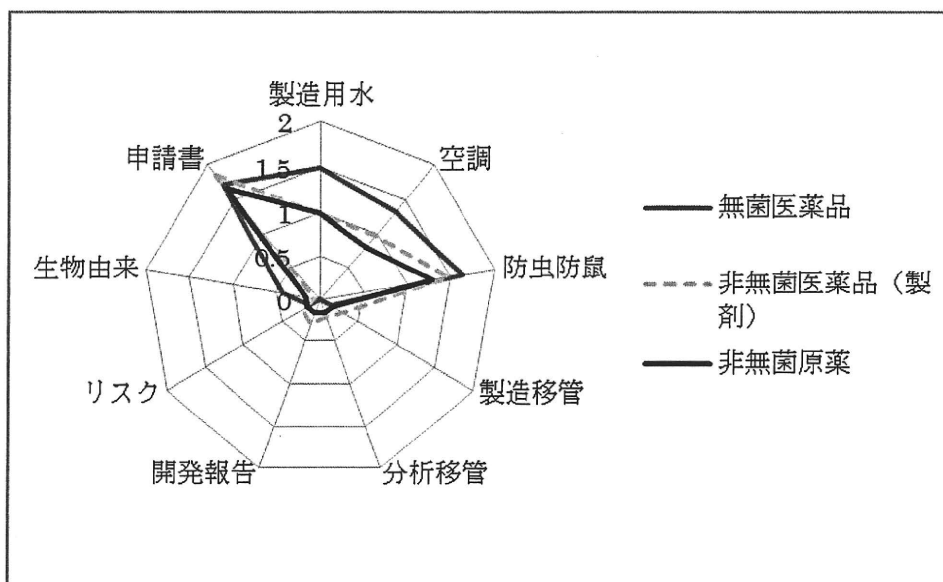 製造用水
2
空調
申請書
1.5
1
無菌医薬品
0.5
生物由来
防虫防鼠
非無菌医薬品（製
剤）
0
非無菌原薬
リスク
製造移管
開発報告
分析移管